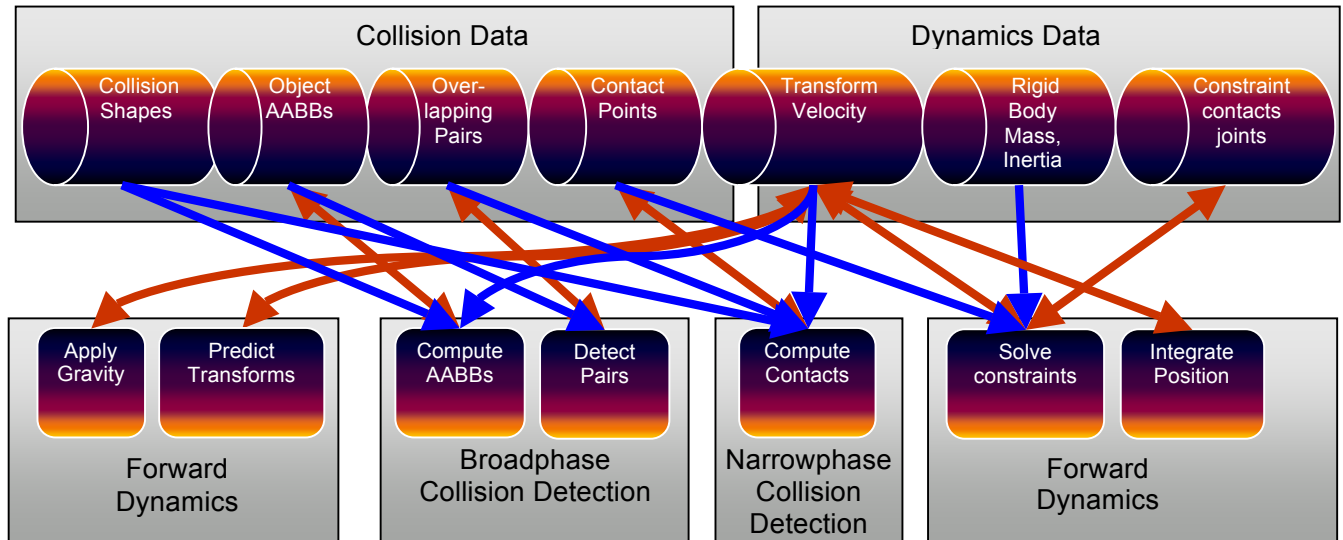 Collision Data
Dynamics Data
Collision
Shapes
Object
AABBs
Over-
lapping
Pairs
Contact
Points
Transform
Velocity
Rigid
Body
Mass,
Inertia
Constraint
contacts
joints
Apply
Gravity
Predict
Transforms
Compute
AABBs
Detect
Pairs
Compute
Contacts
Solve
constraints
Integrate
Position
Forward
Dynamics
Broadphase
Collision Detection
Narrowphase
Collision
Detection
Forward
Dynamics